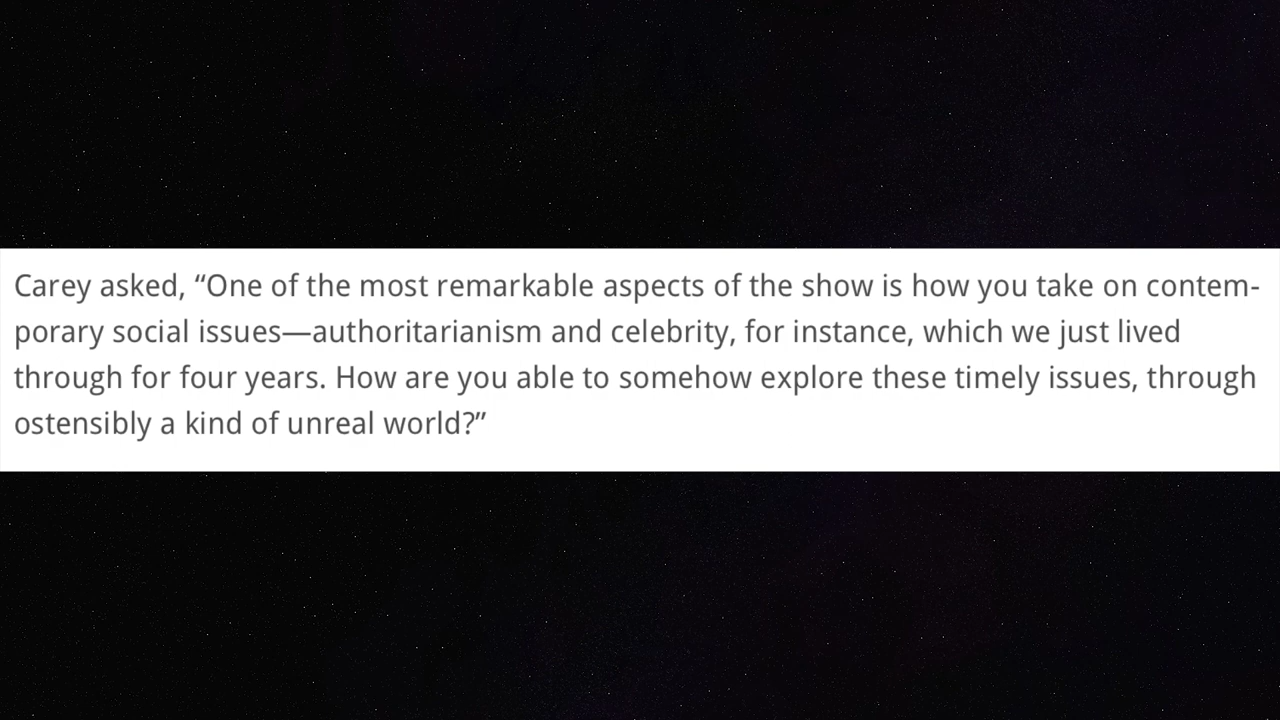 Carey asked, “One of the most remarkable aspects of the show is how you take on contem-
porary social issues—authoritarianism and celebrity, for instance, which we just lived
through for four years. How are you able to somehow explore these timely issues, through
ostensibly a kind of unreal world?”